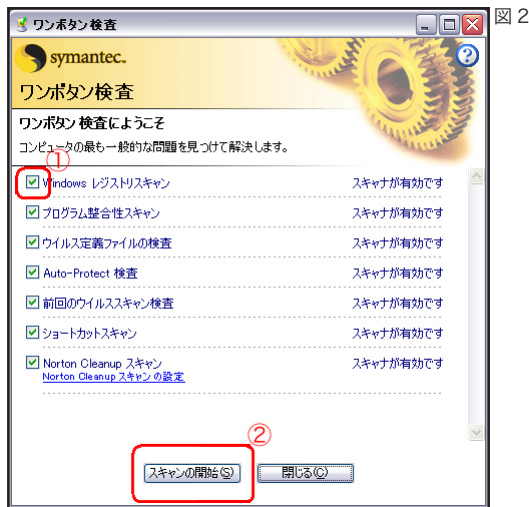 ワンボタン検査
図2
symantec.
ワンボタン検査
ワンボタン検査にようこそ
コンピュータの最も一般的な問題を見つけて解決します。
①
Windows レジストリスキャン スキャナが有効です
プログラム整合性スキャン スキャナが有効です
ウイルス定義ファイルの検査 スキャナが有効です
Auto-Protect 検査 スキャナが有効です
前回のウイルススキャン検査 スキャナが有効です
ショートカットスキャン スキャナが有効です
Norton Cleanup スキャン スキャナが有効です
Norton Cleanup スキャンの設定
②
スキャンの開始(S) 閉じる(C)